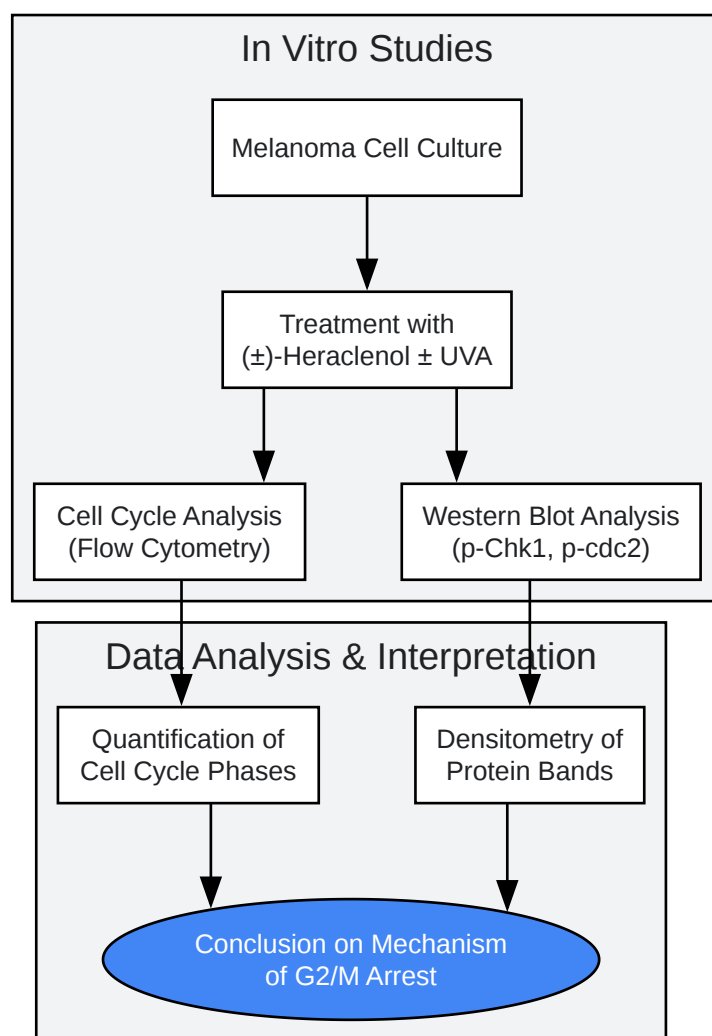 In Vitro Studies
Melanoma Cell Culture
Treatment with
(±)-Heraclenol ± UVA
Cell Cycle Analysis
(Flow Cytometry)
Western Blot Analysis
(p-Chk1, p-cdc2)
Data Analysis & Interpretation
Quantification of
Cell Cycle Phases
Densitometry of
Protein Bands
Conclusion on Mechanism
of G2/M Arrest